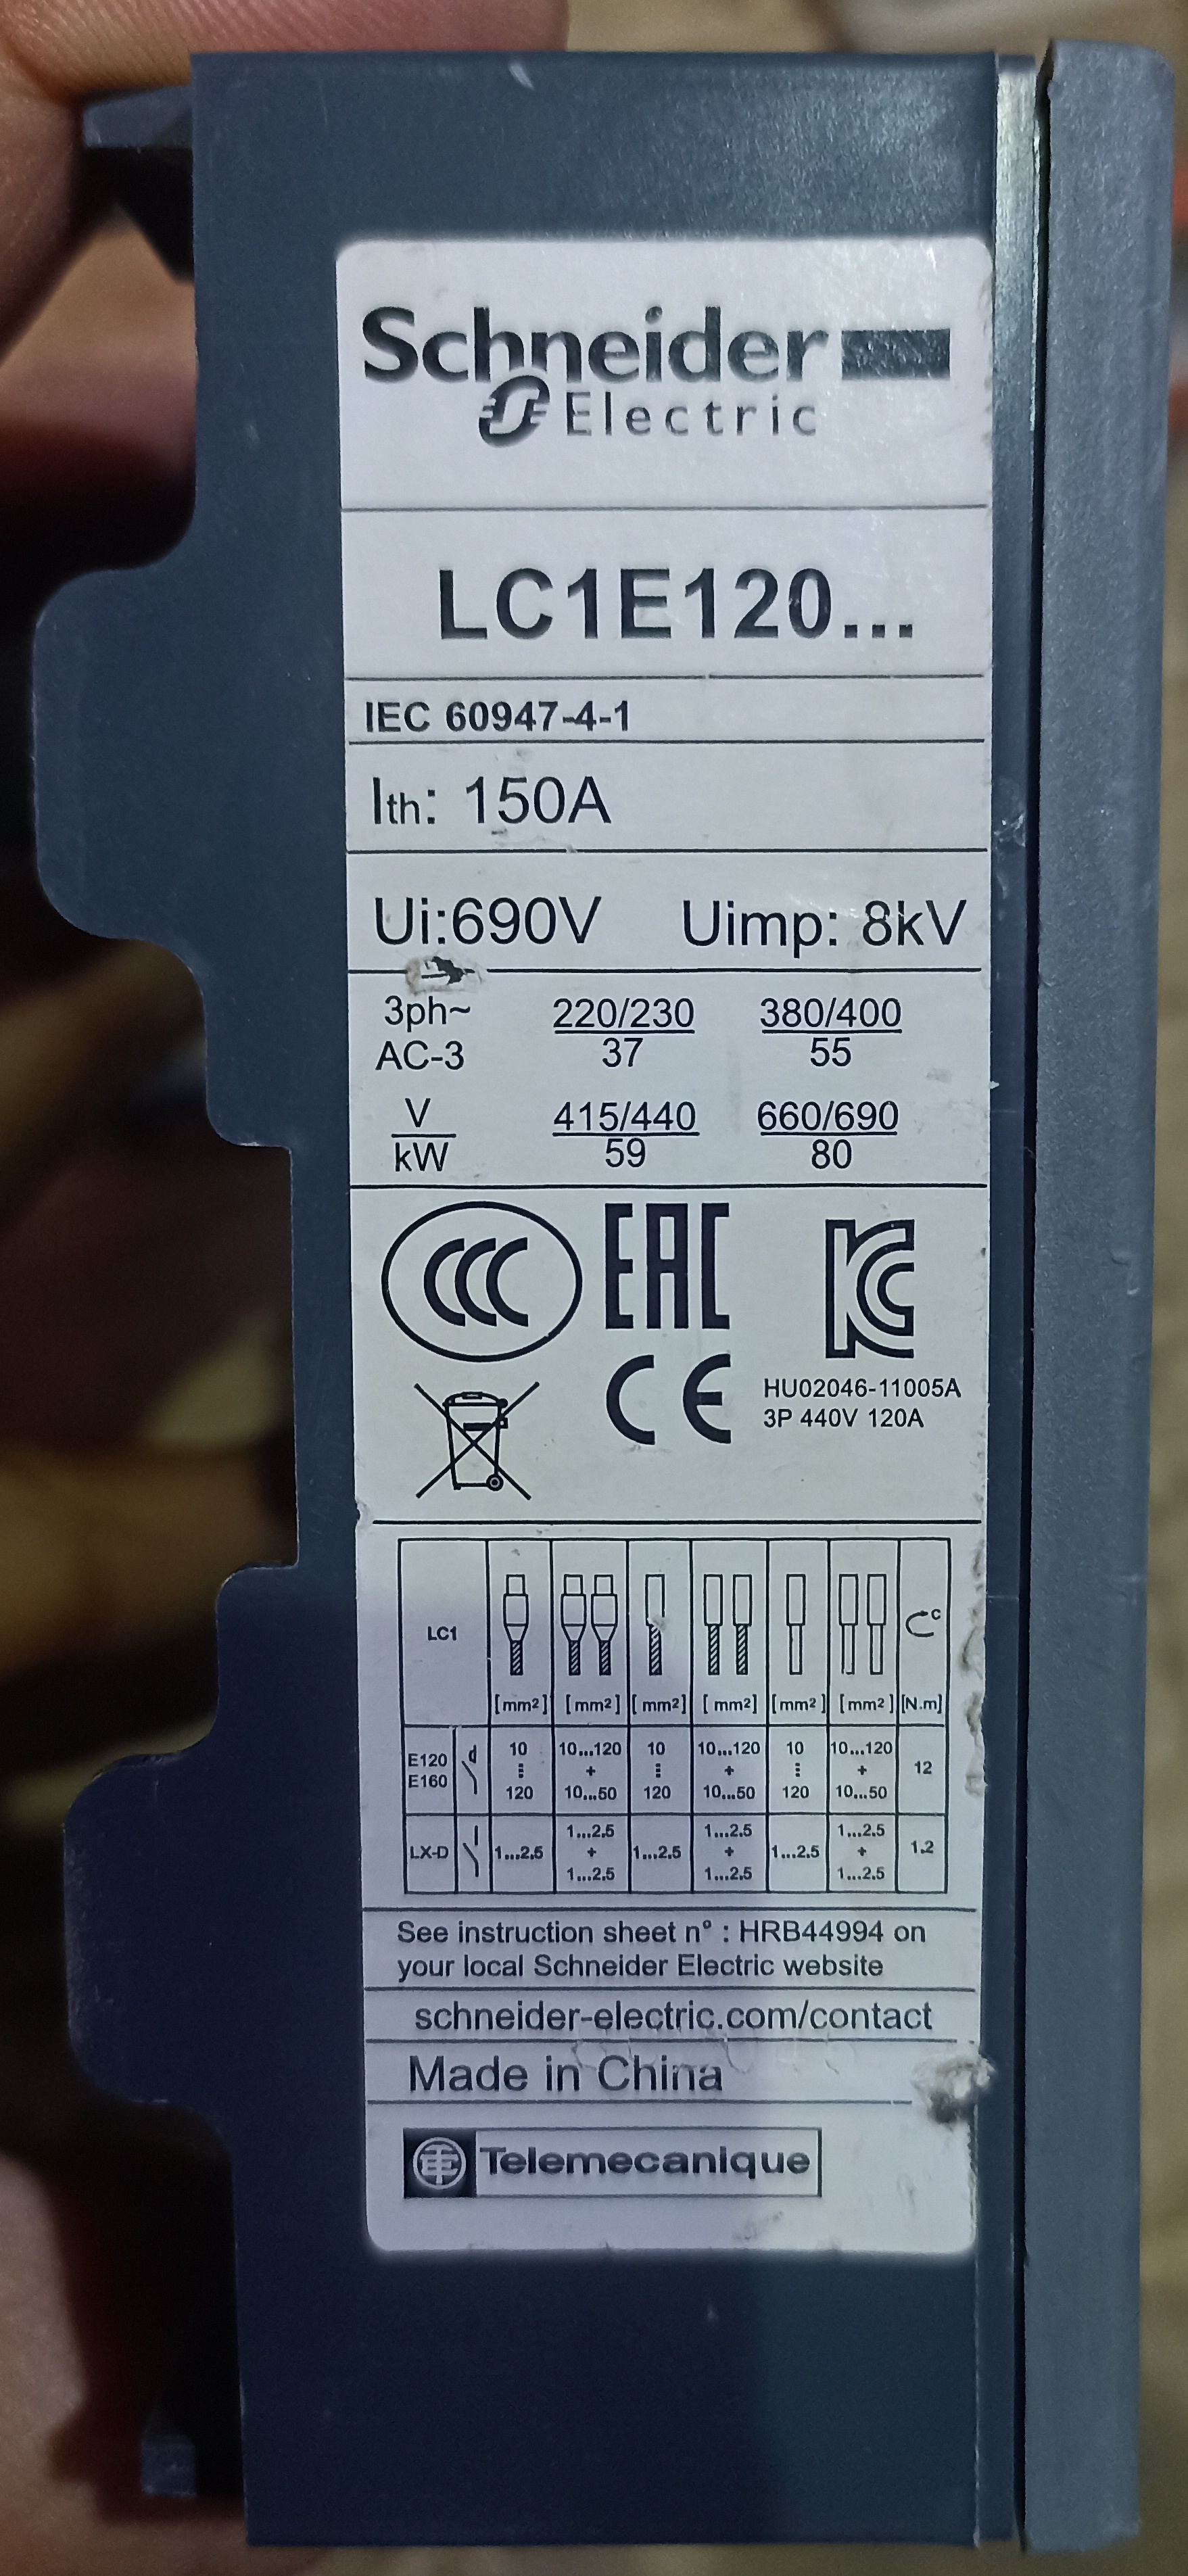 Schneider
Electric
LC1E120...
IEC 60947-4-1
Ith: 150A
Ui:690V Uimp: 8kV
3ph~ 220/230 380/400
AC-3 37 55
V 415/440 660/690
kW 59 80
CCC EAC KC
CE HU02046-11005A
3P 440V 120A
LC1 C
[mm2] [mm2] [mm2] [mm2] [mm2] [mm2] [N.m]
E120 d 10 10...120 10 10...120 10 10...120 12
E160 ⋮ + ⋮ + ⋮ +
120 10...50 120 10...50 120 10...50
LX-D 1...2.5 1...2.5 1...2.5 1...2.5 1...2.5 1...2.5 1.2
+ + +
1...2.5 1...2.5 1...2.5
See instruction sheet n° : HRB44994 on
your local Schneider Electric website
schneider-electric.com/contact
Made in China
Telemecanique